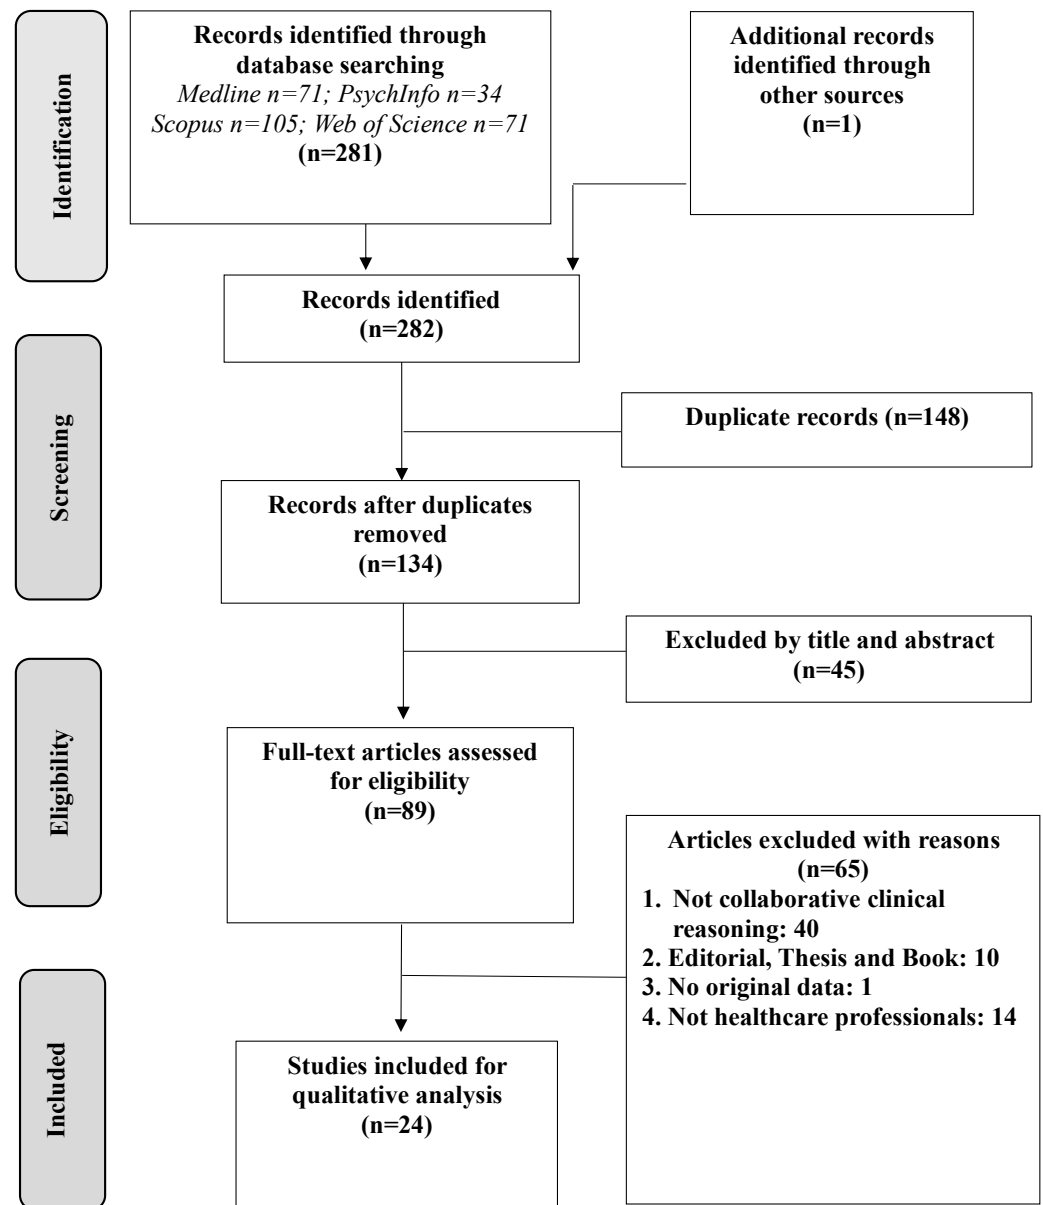 Identification
Records identified through
database searching
Medline n=71; PsychInfo n=34
Scopus n=105; Web of Science n=71
(n=281)
Additional records
identified through
other sources
(n=1)
Records identified
(n=282)
Screening
Duplicate records (n=148)
Records after duplicates
removed
(n=134)
Excluded by title and abstract
(n=45)
Eligibility
Full-text articles assessed
for eligibility
(n=89)
Articles excluded with reasons
(n=65)
1. Not collaborative clinical
reasoning: 40
2. Editorial, Thesis and Book: 10
3. No original data: 1
4. Not healthcare professionals: 14
Included
Studies included for
qualitative analysis
(n=24)